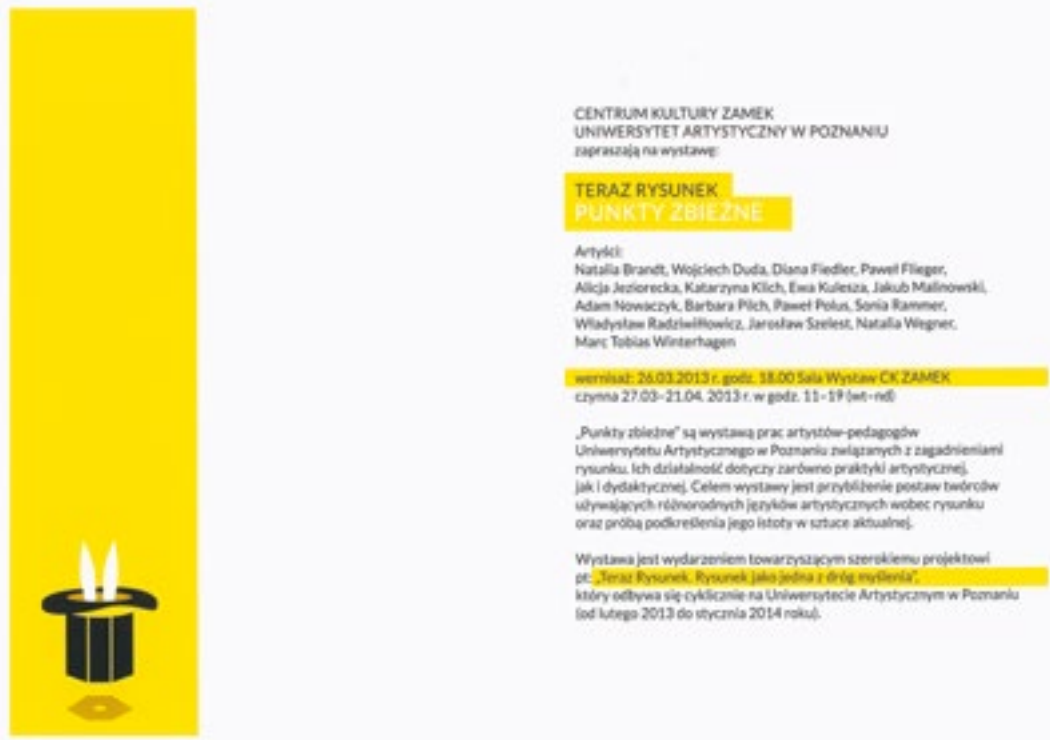 CENTRUM KULTURY ZAMEK
UNIWERSYTET ARTYSTYCZNY W POZNANIU
zapraszają na wystawę:
TERAZ RYSUNEK
PUNKTY ZBIEŻNE
Artyści:
Natalia Brandt, Wojciech Duda, Diana Fiedler, Paweł Flieger,
Alicja Jeziorecka, Katarzyna Klich, Ewa Kulesza, Jakub Malinowski,
Adam Nowaczyk, Barbara Pilch, Paweł Polus, Sonia Rammer,
Władysław Radziwiłłowicz, Jarosław Szelest, Natalia Wegner,
Marc Tobias Winterhagen
wernisaż: 26.03.2013 r. godz. 18.00 Sala Wystaw CK ZAMEK
czynna 27.03–21.04. 2013 r. w godz. 11–19 (wt–nd)
„Punkty zbieżne” są wystawą prac artystów-pedagogów
Uniwersytetu Artystycznego w Poznaniu związanych z zagadnieniami
rysunku. Ich działalność dotyczy zarówno praktyki artystycznej,
jak i dydaktycznej. Celem wystawy jest przybliżenie postaw twórców
używających różnorodnych języków artystycznych wobec rysunku
oraz próbą podkreślenia jego istoty w sztuce aktualnej.
Wystawa jest wydarzeniem towarzyszącym szerokiemu projektowi
pt: „Teraz Rysunek. Rysunek jako jedna z dróg myślenia”,
który odbywa się cyklicznie na Uniwersytecie Artystycznym w Poznaniu
(od lutego 2013 do stycznia 2014 roku).